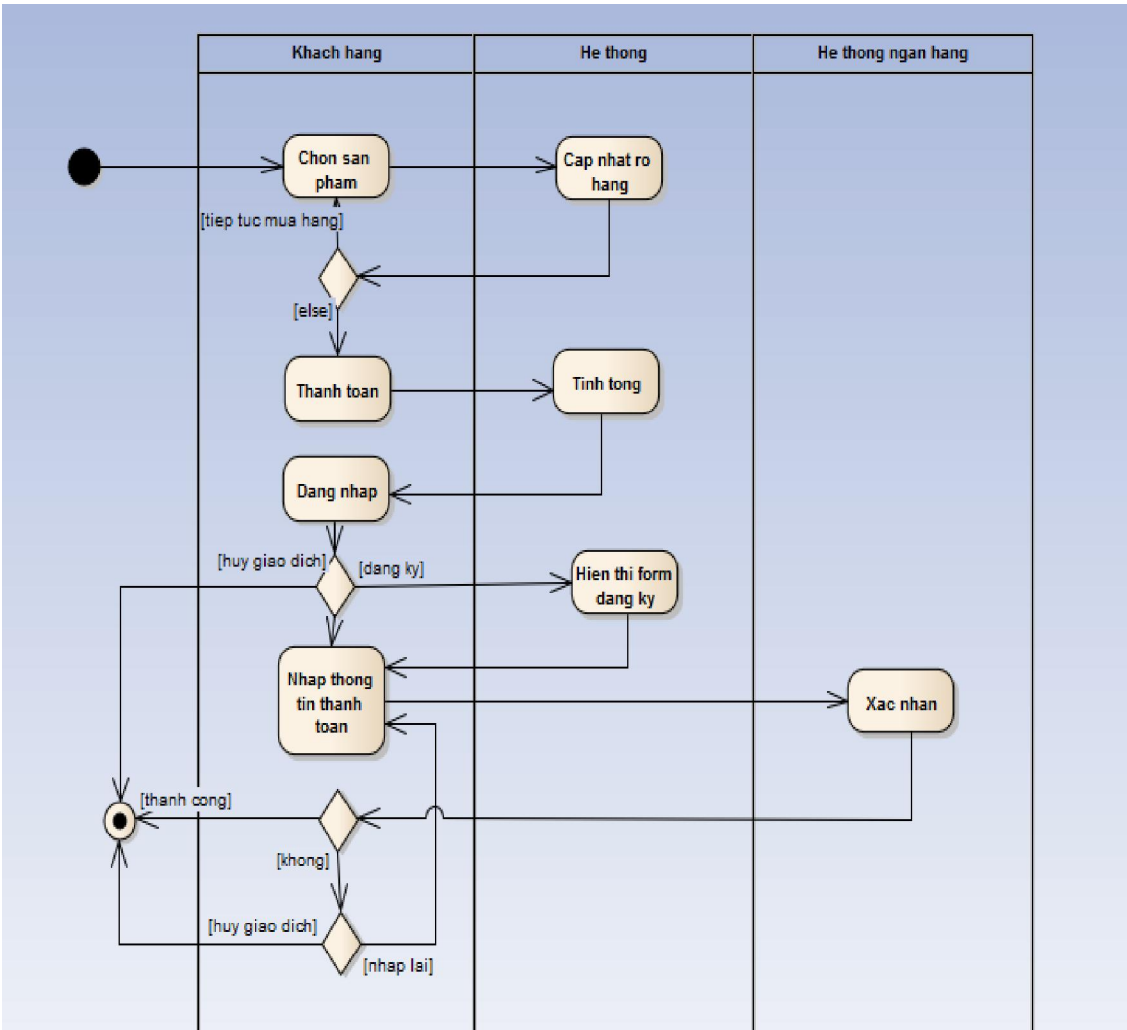 Khach hang
He thong
He thong ngan hang
Chon san
pham
Cap nhat ro
hang
[tiep tuc mua hang]
[else]
Thanh toan
Tinh tong
Dang nhap
[huy giao dich]
[dang ky]
Hien thi form
dang ky
Nhap thong
tin thanh
toan
Xac nhan
[thanh cong]
[khong]
[huy giao dich]
[nhap lai]